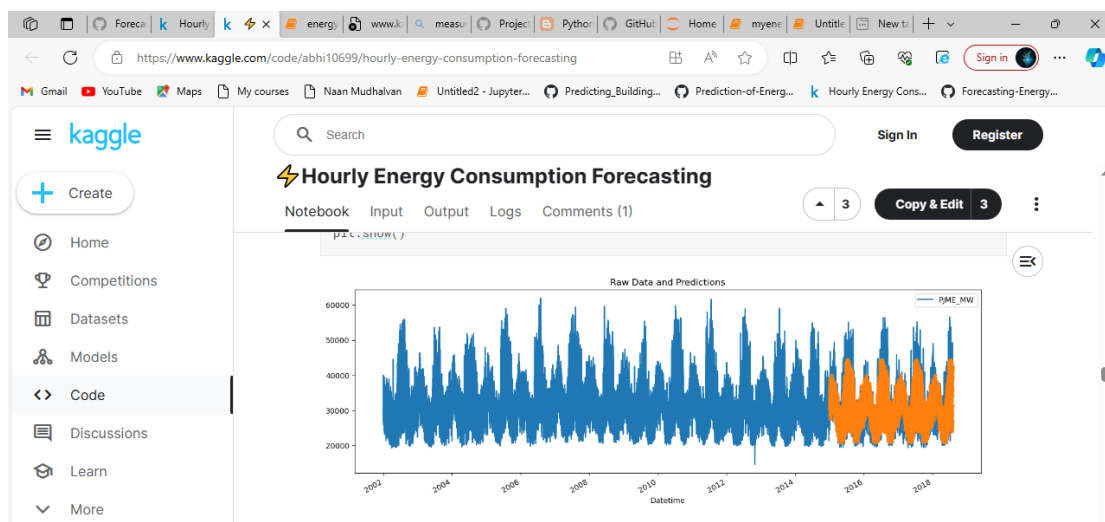 Foreca
Hourly
energy
www.k
measu
Project
Pythor
GitHub
Home
myene
Untitle
New ta
https://www.kaggle.com/code/abhi10699/hourly-energy-consumption-forecasting
Sign in
Gmail
YouTube
Maps
My courses
Naan Mudhalvan
Untitled2 - Jupyter...
Predicting_Building...
Prediction-of-Energ...
Hourly Energy Cons...
Forecasting-Energy...
kaggle
Search
Sign In
Register
Create
Hourly Energy Consumption Forecasting
Notebook
Input
Output
Logs
Comments (1)
3
Copy & Edit
3
Home
Competitions
Datasets
Models
Code
Discussions
Learn
More
plt.show()
Raw Data and Predictions
PJME_MW
60000
50000
40000
30000
20000
2002
2004
2006
2008
2010
2012
2014
2016
2018
Datetime